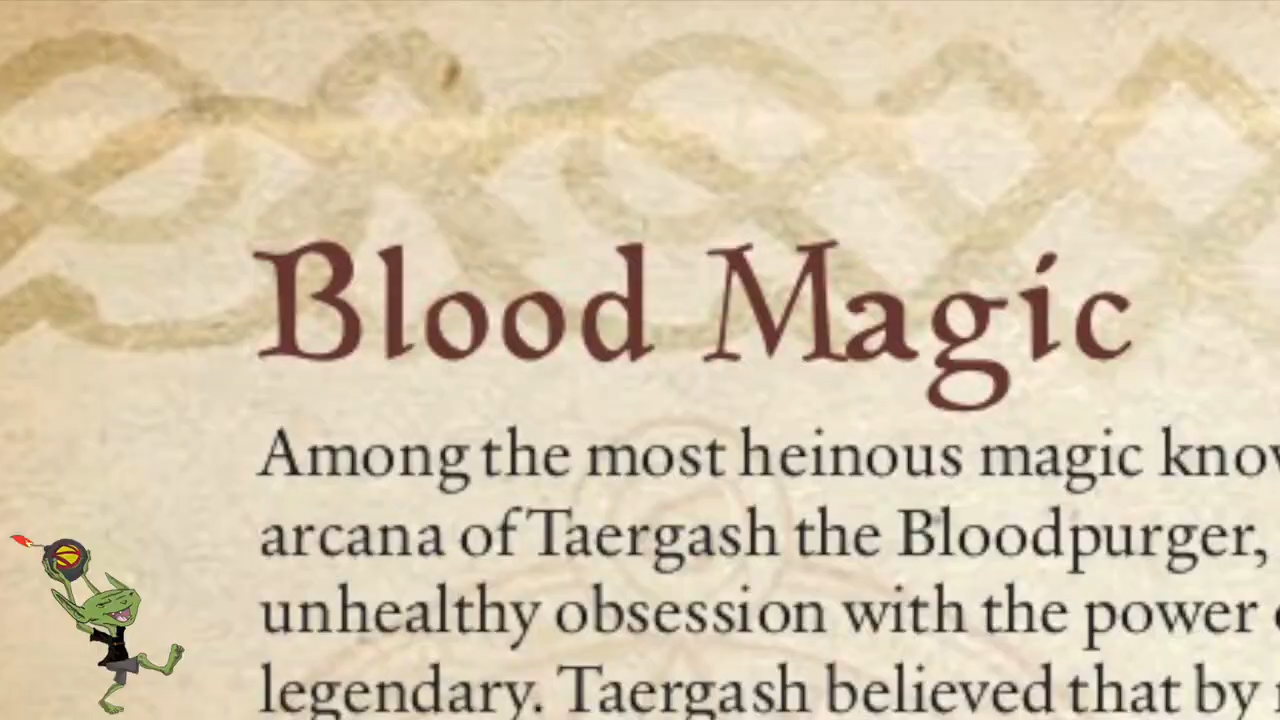 Blood Magic
Among the most heinous magic
arcana of Taergash the Bloodpurger,
unhealthy obsession with the power
legendary. Taergash believed that by